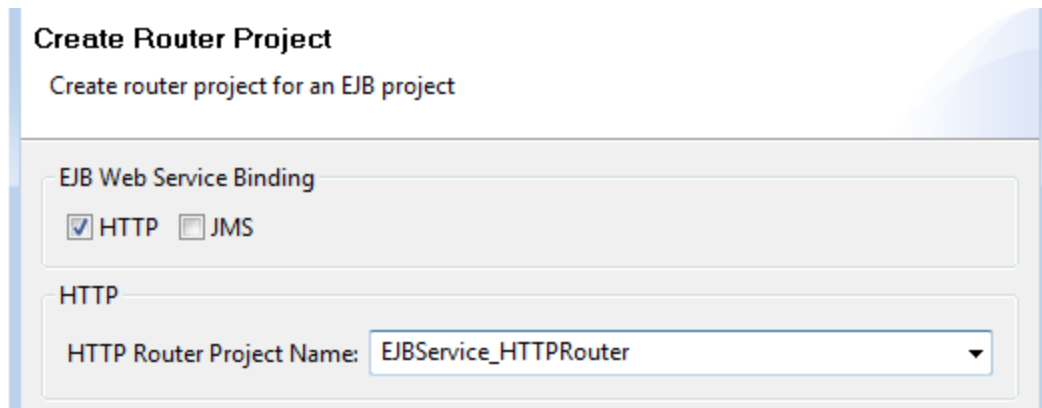 Create Router Project
Create router project for an EJB project
EJB Web Service Binding
HTTP JMS
HTTP
HTTP Router Project Name: EJBService_HTTPRouter